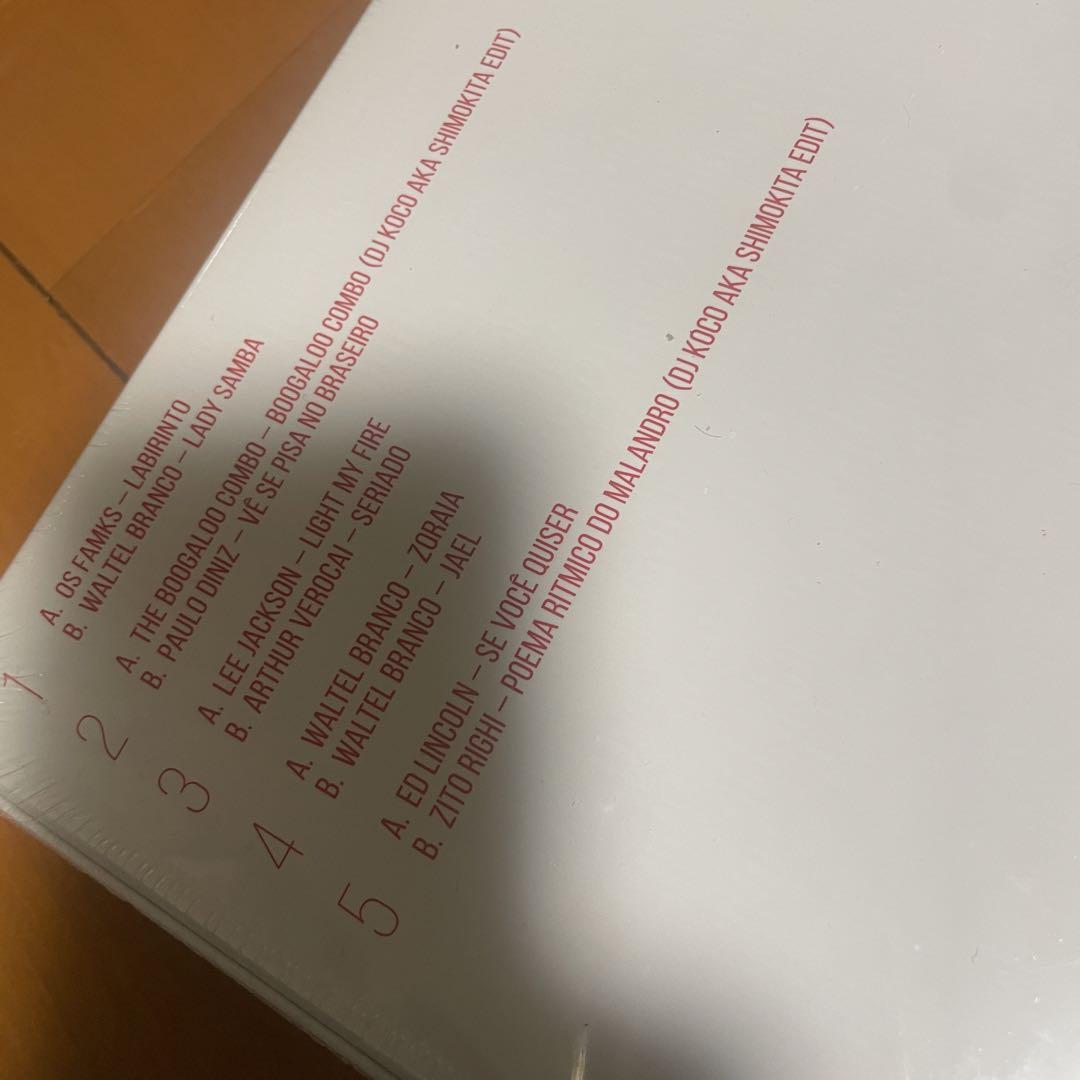 1
A. OS FAMKS – LABIRINTO
B. WALTEL BRANCO – LADY SAMBA
2
A. THE BOOGALOO COMBO – BOOGALOO COMBO (DJ KOCO AKA SHIMOKITA EDIT)
B. PAULO DINIZ – VÊ SE PISA NO BRASEIRO
3
A. LEE JACKSON – LIGHT MY FIRE
B. ARTHUR VEROCAI – SERIADO
4
A. WALTEL BRANCO – ZORAIA
B. WALTEL BRANCO – JAEL
5
A. ED LINCOLN – SE VOCÊ QUISER
B. ZITO RIGHI – POEMA RITMICO DO MALANDRO (DJ KOCO AKA SHIMOKITA EDIT)